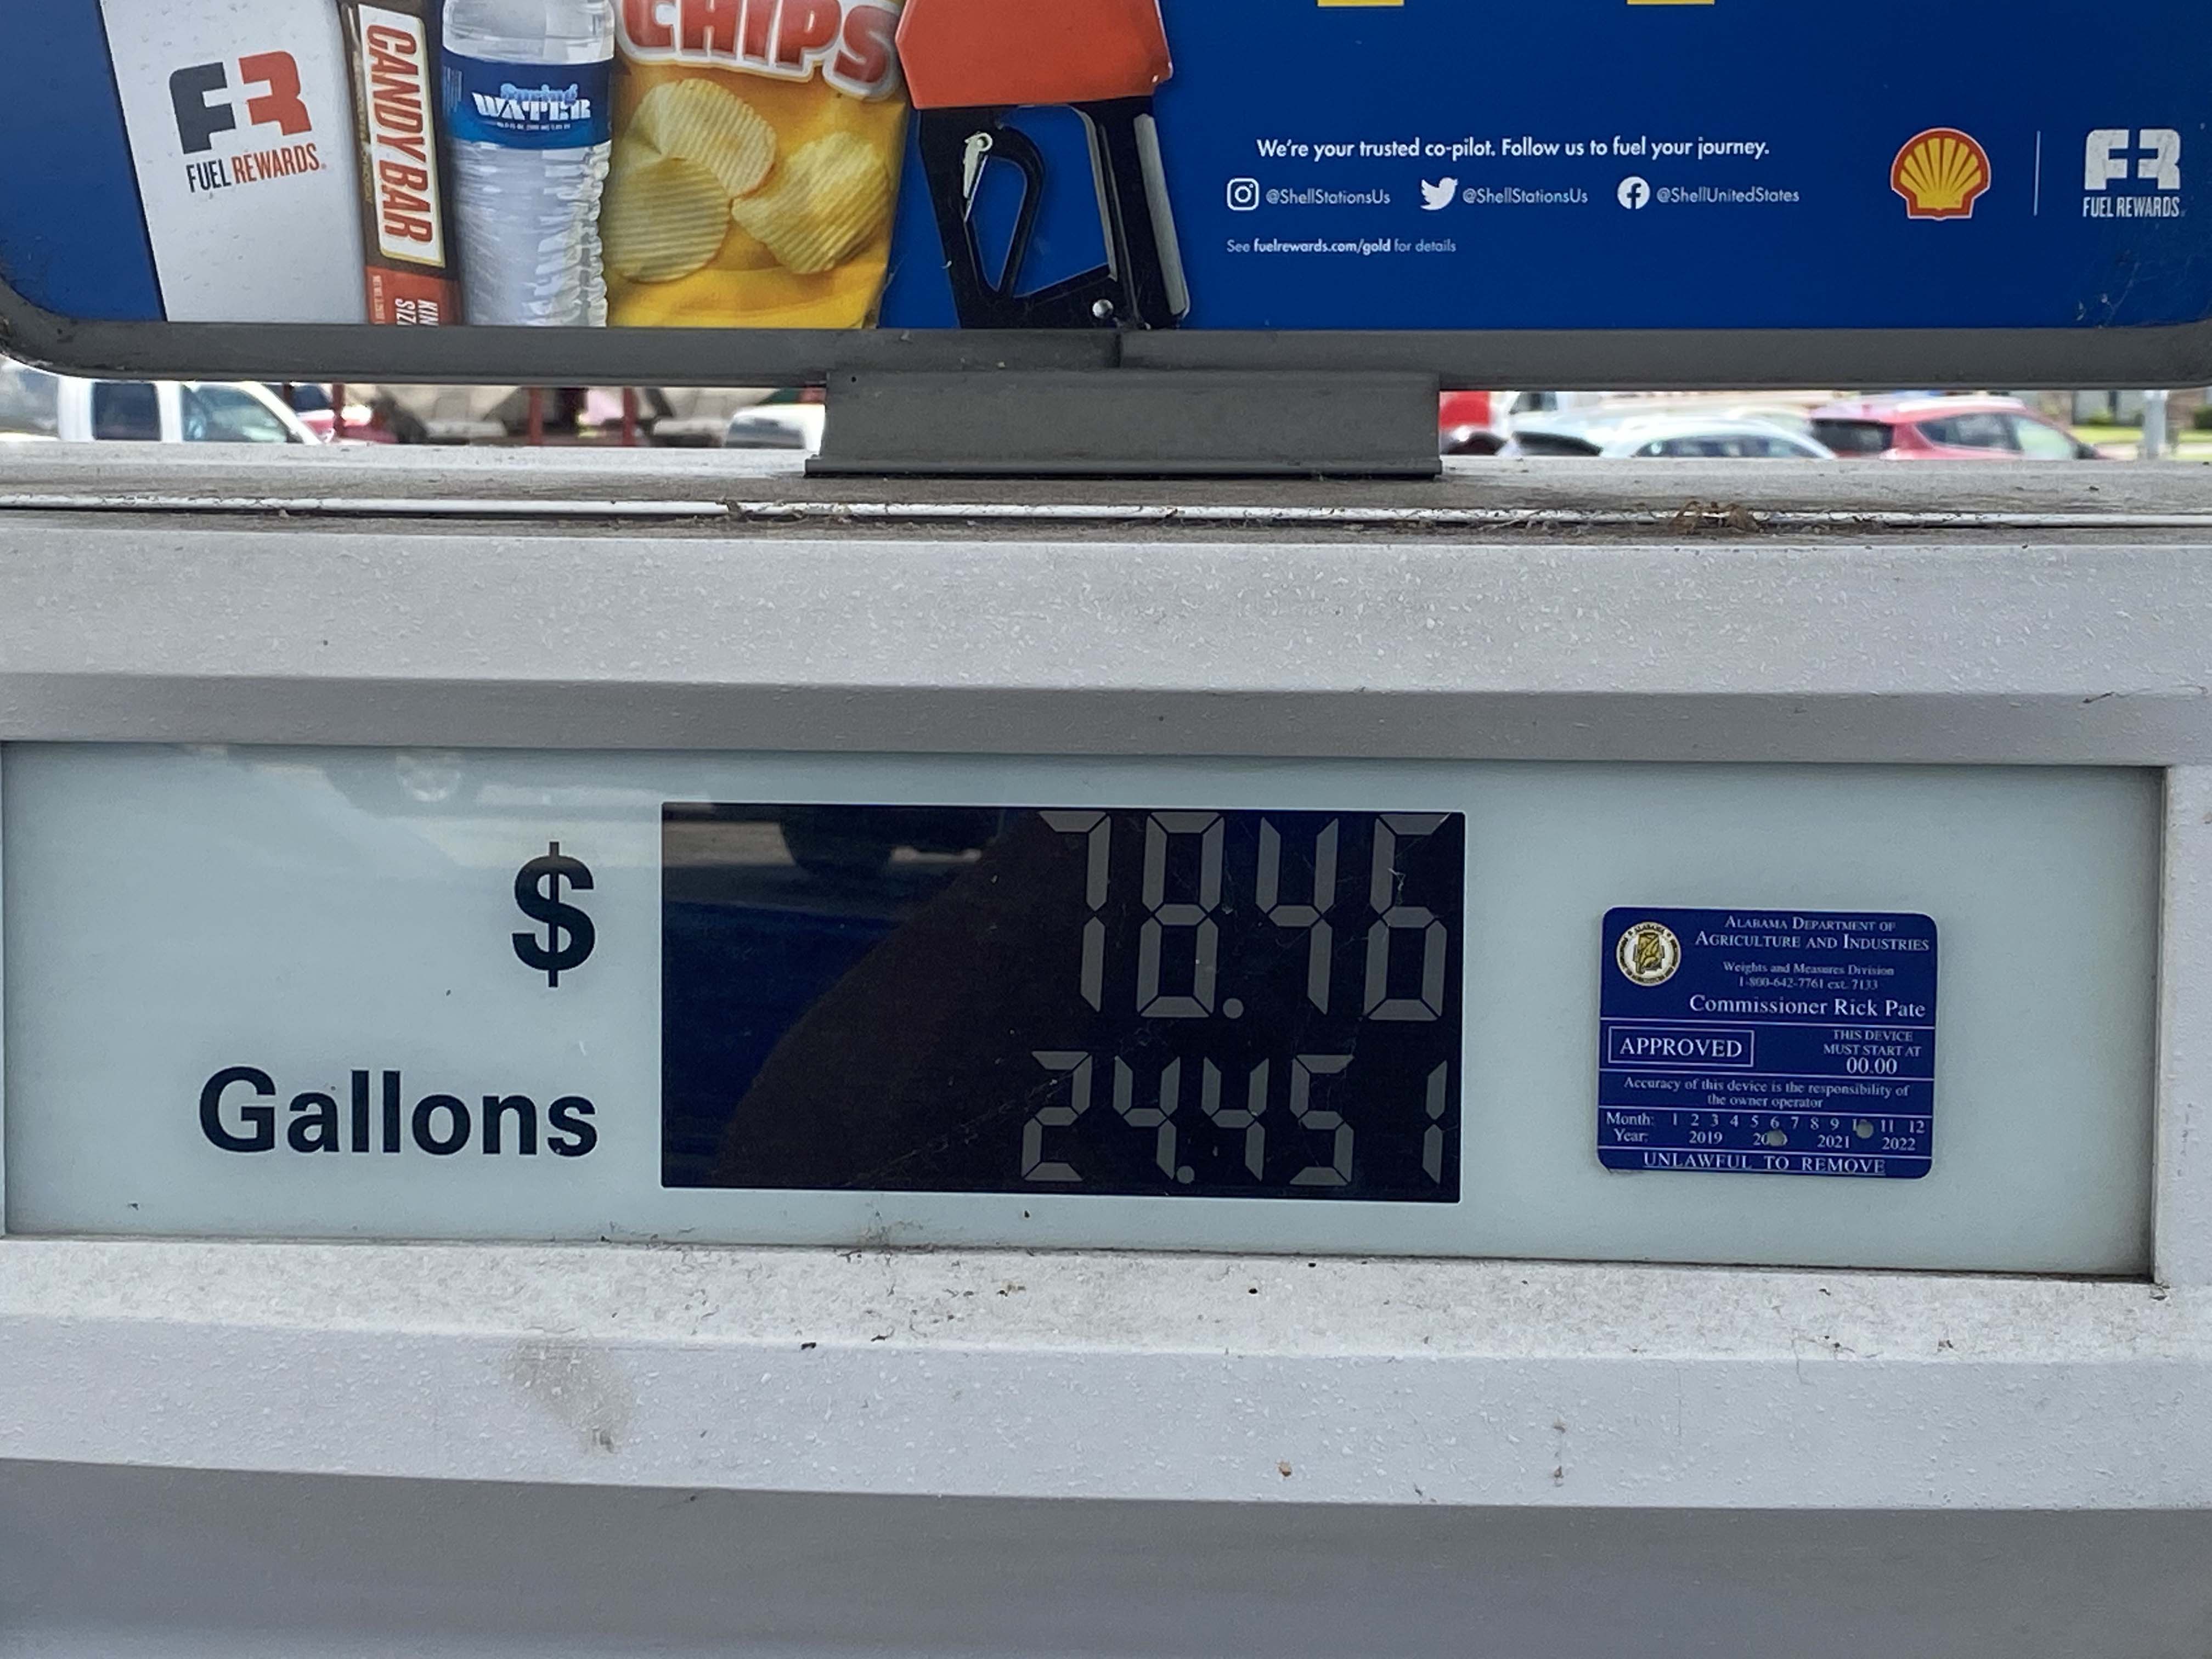 FR
FUEL REWARDS.
CANDY BAR
KIN
SIZ
Spring
WATER
CHIPS
We're your trusted co-pilot. Follow us to fuel your journey.
@ShellStationsUs @ShellStationsUs @ShellUnitedStates
See fuelrewards.com/gold for details
FR
FUEL REWARDS.
$ 78.46
Gallons 24.451
ALABAMA DEPARTMENT OF
AGRICULTURE AND INDUSTRIES
Weights and Measures Division
1-800-642-7761 ext. 7133
Commissioner Rick Pate
APPROVED
THIS DEVICE
MUST START AT
00.00
Accuracy of this device is the responsibility of
the owner operator
Month: 1 2 3 4 5 6 7 8 9 11 12
Year: 2019 2021 2022
UNLAWFUL TO REMOVE